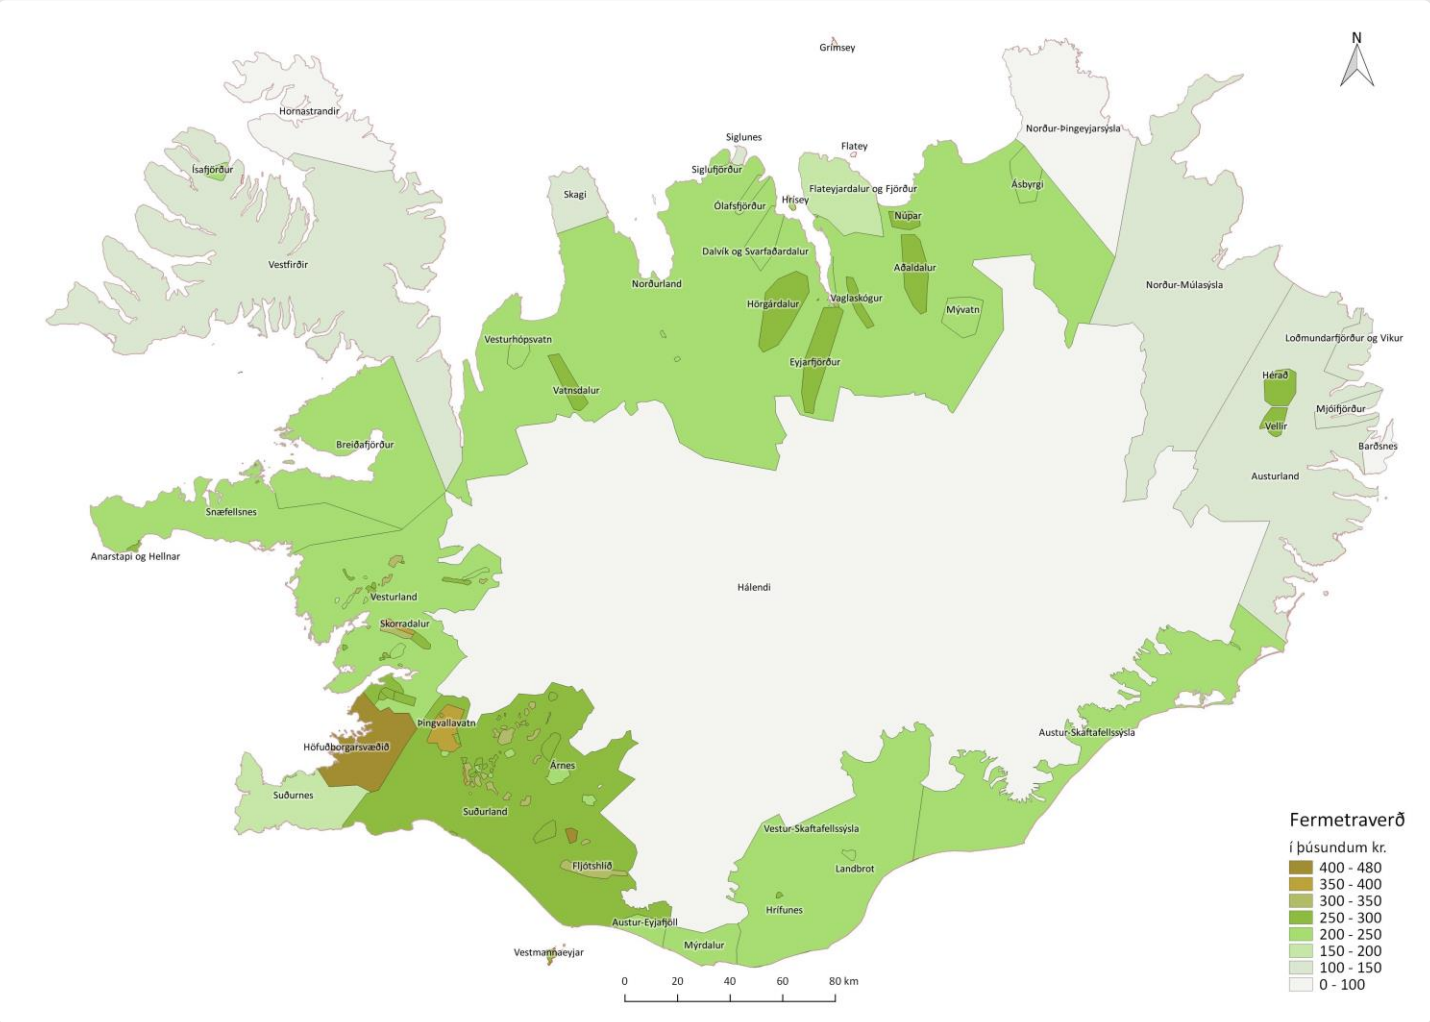 Grímsey
N
Hornastrandir
Norður-Þingeyjarsýsla
Siglunes
Flatey
Siglufjörður
Ísafjörður
Skagi
Flateyjardalur og Fjörður
Ásbyrgi
Ólafsfjörður
Hrísey
Núpar
Dalvík og Svarfaðardalur
Vestfirðir
Aðaldalur
Norðurland
Norður-Múlasýsla
Hörgárdalur
Vaglaskógur
Mývatn
Vesturhópsvatn
Loðmundarfjörður og Vikur
Eyjarfjörður
Hérað
Vatnsdalur
Mjóifjörður
Vellir
Breiðafjörður
Barðsnes
Austurland
Snæfellsnes
Anarstapi og Hellnar
Hálendi
Vesturland
Skorradalur
Þingvallavatn
Austur-Skaftafellssýsla
Höfuðborgarsvæðið
Árnes
Suðurnes
Suðurland
Vestur-Skaftafellssýsla
Fljótshlíð
Landbrot
Hrífunes
Austur-Eyjafjöll
Mýrdalur
Vestmannaeyjar
0 20 40 60 80 km
Fermetraverð
í þúsundum kr.
400 - 480
350 - 400
300 - 350
250 - 300
200 - 250
150 - 200
100 - 150
0 - 100